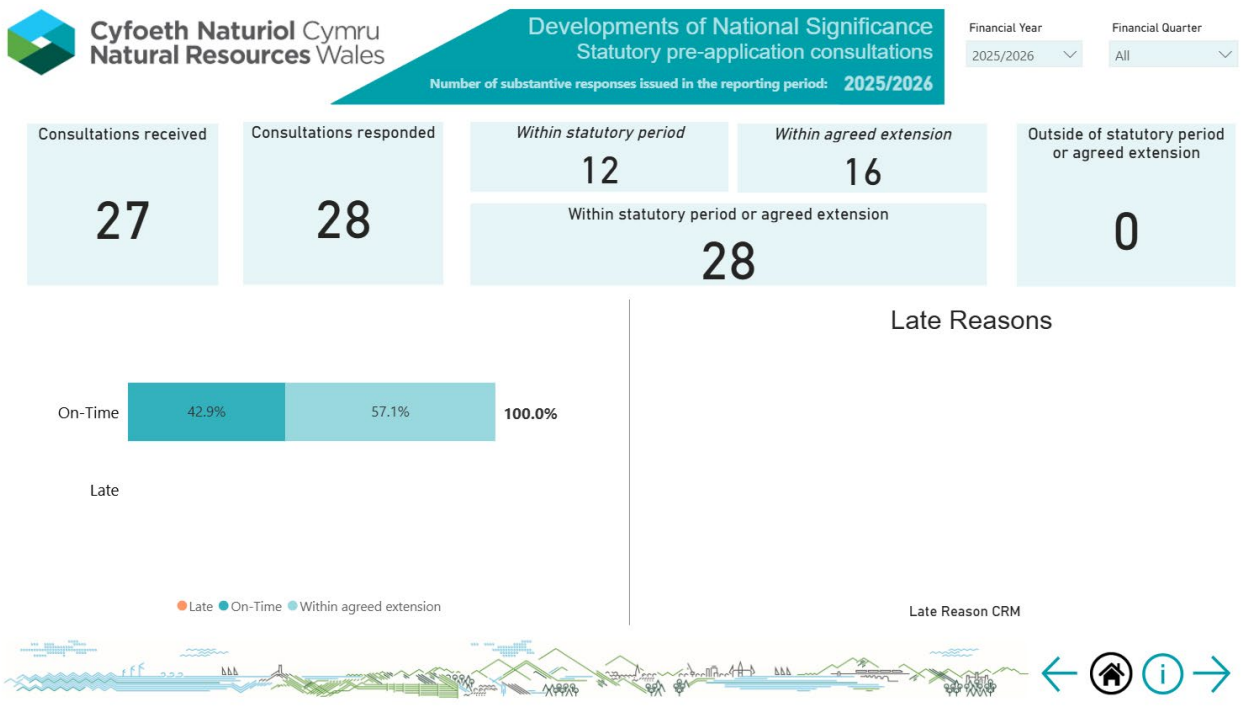 Cyfoeth Naturiol Cymru
Natural Resources Wales
Developments of National Significance
Statutory pre-application consultations
Number of substantive responses issued in the reporting period: 2025/2026
Financial Year
2025/2026
Financial Quarter
All
Consultations received
27
Consultations responded
28
Within statutory period
12
Within agreed extension
16
Within statutory period or agreed extension
28
Outside of statutory period
or agreed extension
0
On-Time
42.9%
57.1%
100.0%
Late
Late On-Time Within agreed extension
Late Reasons
Late Reason CRM
i